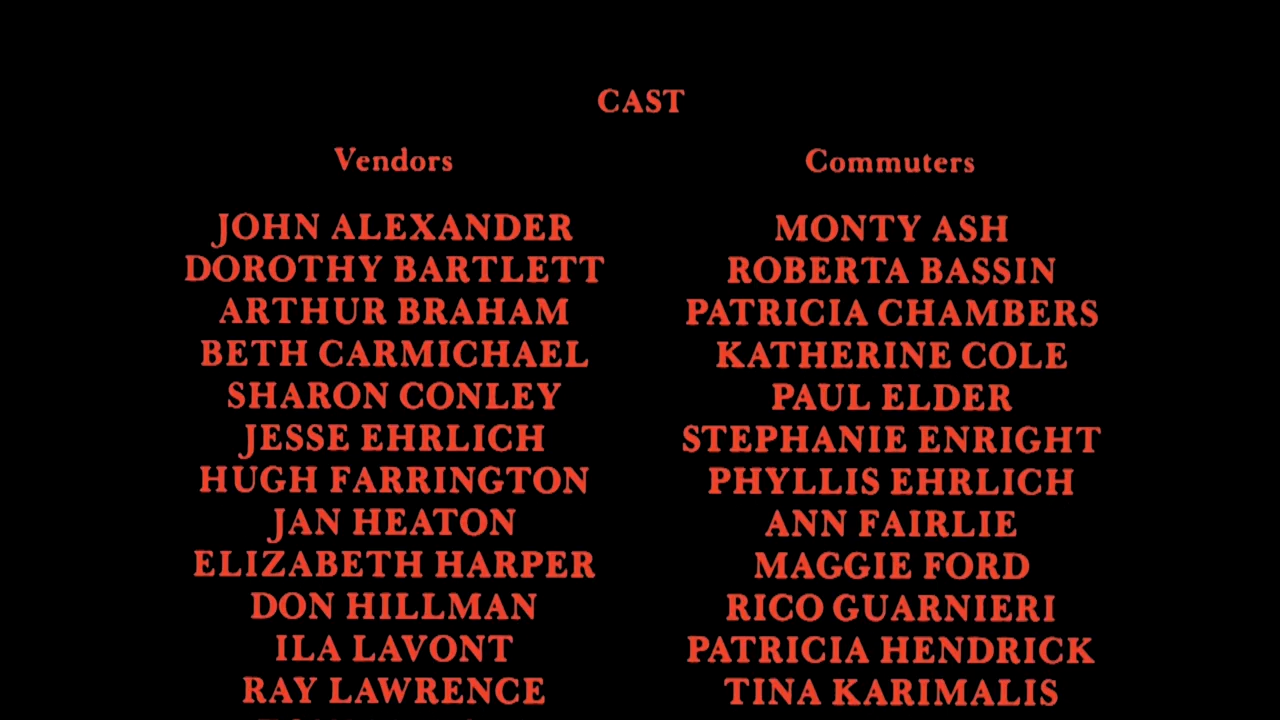 CAST
Vendors
JOHN ALEXANDER
DOROTHY BARTLETT
ARTHUR BRAHAM
BETH CARMICHAEL
SHARON CONLEY
JESSE EHRLICH
HUGH FARRINGTON
JAN HEATON
ELIZABETH HARPER
DON HILLMAN
ILA LAVONT
RAY LAWRENCE
Commuters
MONTY ASH
ROBERTA BASSIN
PATRICIA CHAMBERS
KATHERINE COLE
PAUL ELDER
STEPHANIE ENRIGHT
PHYLLIS EHRLICH
ANN FAIRLIE
MAGGIE FORD
RICO GUARNIERI
PATRICIA HENDRICK
TINA KARIMALIS